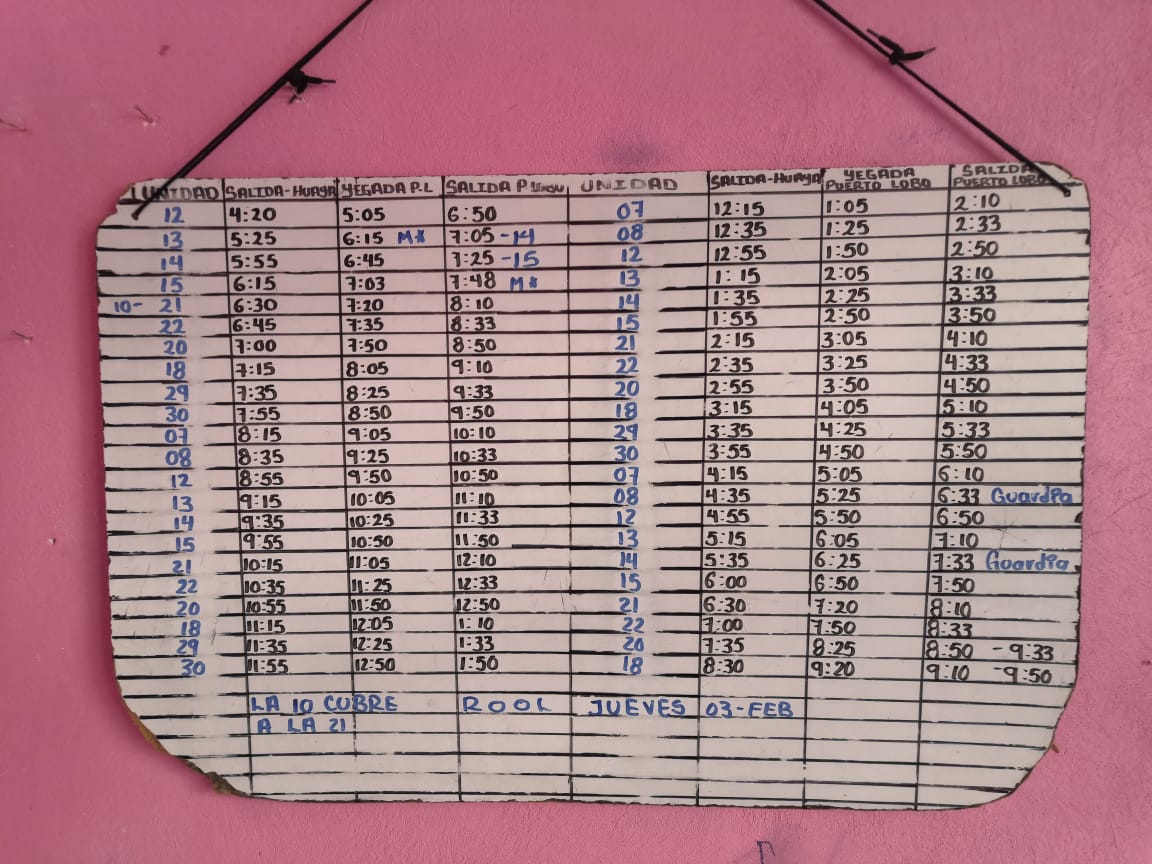 UNIDAD SALIDA-HUAYA YEGADA P.L SALIDA P. UNIDAD SALIDA-HUAYA YEGADA PUERTO LOBO SALIDA PUERTO LOBO
12 4:20 5:05 6:50 07 12:15 1:05 2:10
13 5:25 6:15 M* 7:05 -14 08 12:35 1:25 2:33
14 5:55 6:45 7:25 -15 12 12:55 1:50 2:50
15 6:15 7:03 7:48 M* 13 1:15 2:05 3:10
10- 21 6:30 7:20 8:10 14 1:35 2:25 3:33
22 6:45 7:35 8:33 15 1:55 2:50 3:50
20 7:00 7:50 8:50 21 2:15 3:05 4:10
18 7:15 8:05 9:10 22 2:35 3:25 4:33
29 7:35 8:25 9:33 20 2:55 3:50 4:50
30 7:55 8:50 9:50 18 3:15 4:05 5:10
07 8:15 9:05 10:10 29 3:35 4:25 5:33
08 8:35 9:25 10:33 30 3:55 4:50 5:50
12 8:55 9:50 10:50 07 4:15 5:05 6:10
13 9:15 10:05 11:10 08 4:35 5:25 6:33 Guardia
14 9:35 10:25 11:33 12 4:55 5:50 6:50
15 9:55 10:50 11:50 13 5:15 6:05 7:10
21 10:15 11:05 12:10 14 5:35 6:25 7:33 Guardia
22 10:35 11:25 12:33 15 6:00 6:50 7:50
20 10:55 11:50 12:50 21 6:30 7:20 8:10
18 11:15 12:05 1:10 22 7:00 7:50 8:33
29 11:35 12:25 1:33 20 7:35 8:25 8:50 - 9:33
30 11:55 12:50 1:50 18 8:30 9:20 9:10 - 9:50
LA 10 CUBRE ROOL JUEVES 03-FEB
A LA 21